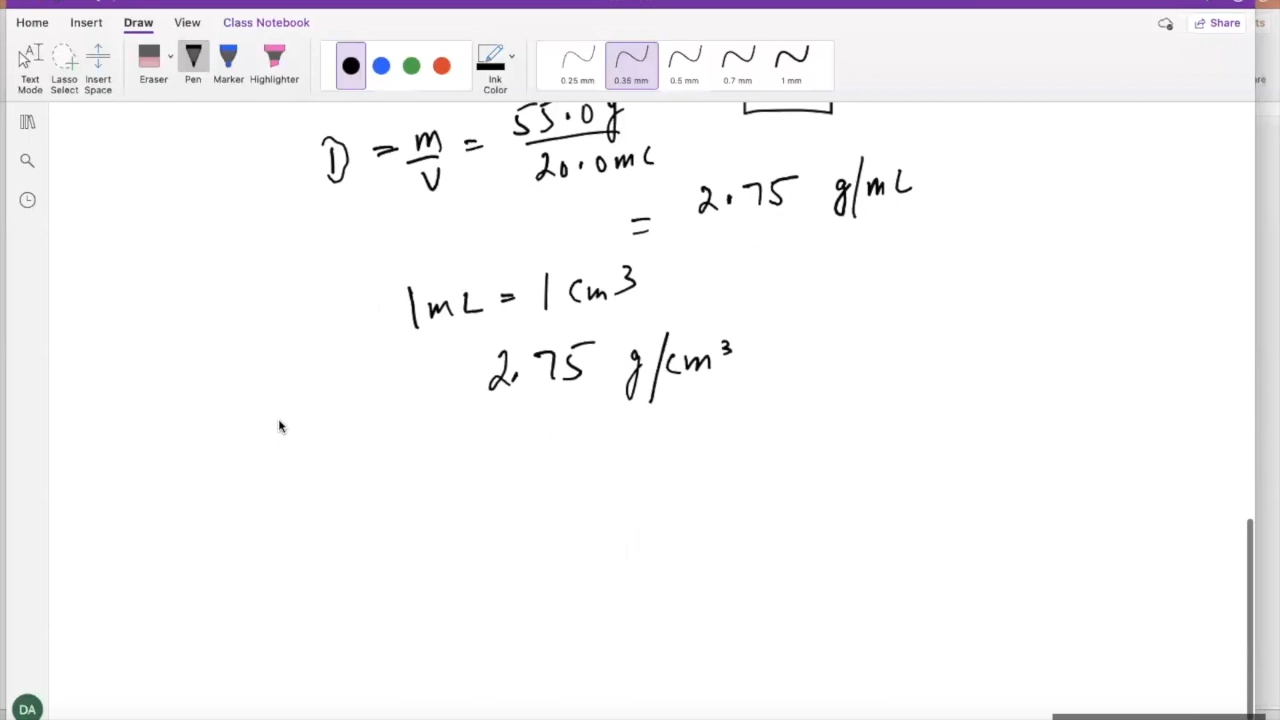 Home Insert Draw View Class Notebook Share
Text Mode Lasso Select Insert Space Eraser Pen Marker Highlighter Ink Color 0.25 mm 0.35 mm 0.5 mm 0.7 mm 1 mm
D = m/V = 55.0 g/20.0 mL
= 2.75 g/mL
1 mL = 1 cm³
2.75 g/cm³
DA